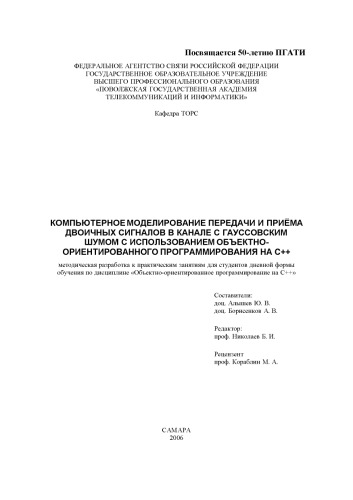 Посвящается 50-летию ПГАТИ
ФЕДЕРАЛЬНОЕ АГЕНТСТВО СВЯЗИ РОССИЙСКОЙ ФЕДЕРАЦИИ
ГОСУДАРСТВЕННОЕ ОБРАЗОВАТЕЛЬНОЕ УЧРЕЖДЕНИЕ
ВЫСШЕГО ПРОФЕССИОНАЛЬНОГО ОБРАЗОВАНИЯ
«ПОВОЛЖСКАЯ ГОСУДАРСТВЕННАЯ АКАДЕМИЯ
ТЕЛЕКОММУНИКАЦИЙ И ИНФОРМАТИКИ»
Кафедра ТОРС
КОМПЬЮТЕРНОЕ МОДЕЛИРОВАНИЕ ПЕРЕДАЧИ И ПРИЁМА
ДВОИЧНЫХ СИГНАЛОВ В КАНАЛЕ С ГАУССОВСКИМ
ШУМОМ С ИСПОЛЬЗОВАНИЕМ ОБЪЕКТНО-
ОРИЕНТИРОВАННОГО ПРОГРАММИРОВАНИЯ НА С++
методическая разработка к практическим занятиям для студентов дневной формы
обучения по дисциплине «Объектно-ориентированное программирование на С++»
Составители:
доц. Алышев Ю. В.
доц. Борисенков А. В.
Редактор:
проф. Николаев Б. И.
Рецензент
проф. Кораблин М. А.
САМАРА
2006